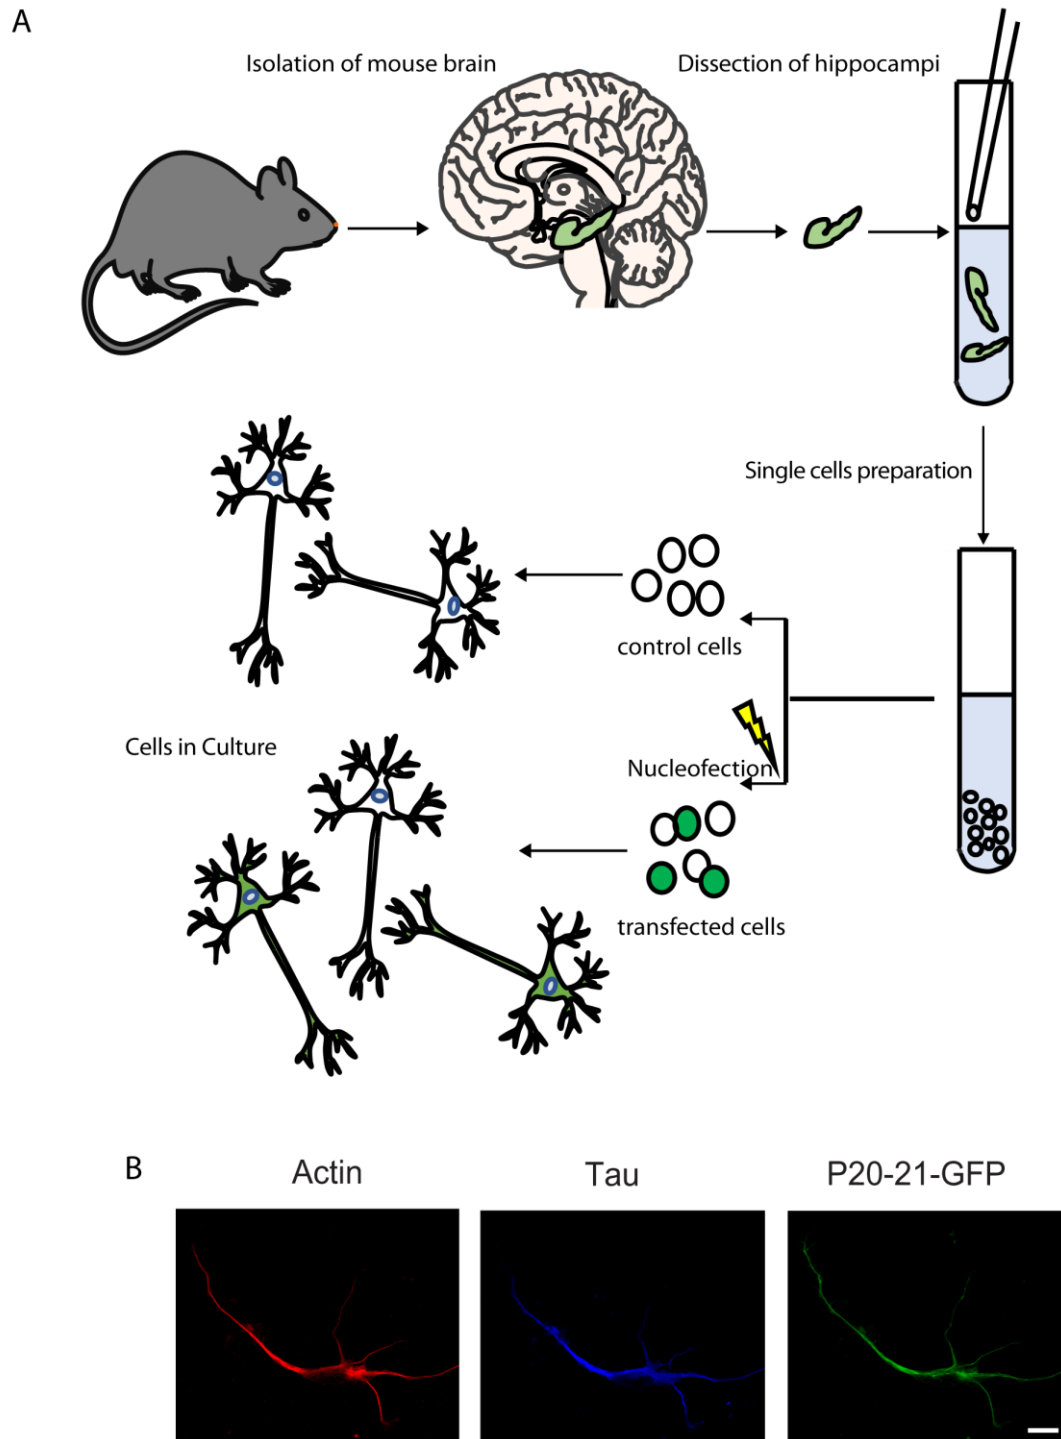 A
Isolation of mouse brain
Dissection of hippocampi
Single cells preparation
control cells
Cells in Culture
Nucleofection
transfected cells
B
Actin
Tau
P20-21-GFP